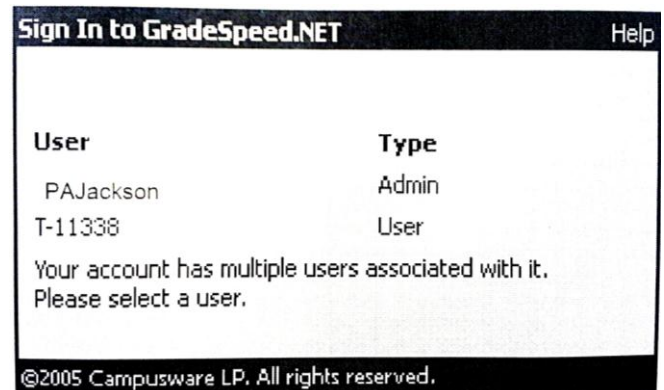 Sign In to GradeSpeed.NET Help
User Type
PAJackson Admin
T-11338 User
Your account has multiple users associated with it.
Please select a user.
©2005 Campusware LP. All rights reserved.